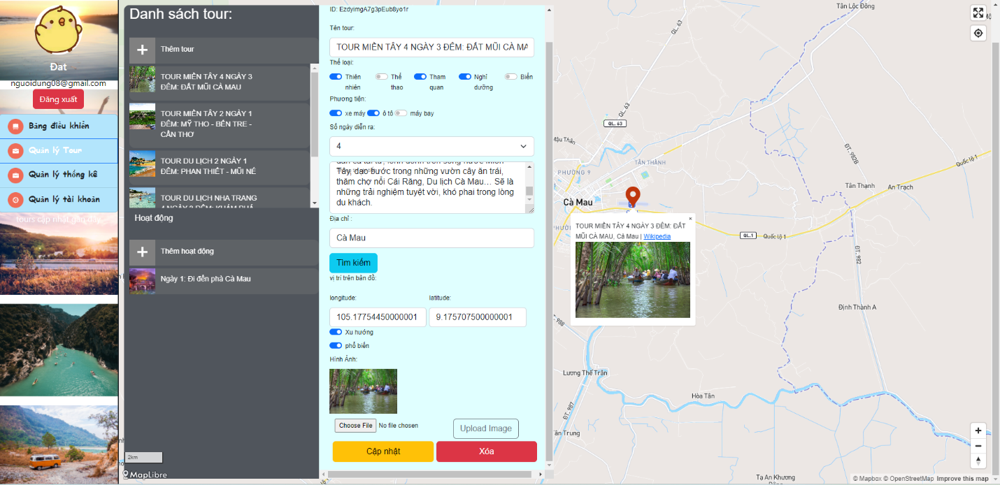 Đat
nguoidung08@gmail.com
Đăng xuất
Bảng điều khiển
Quản lý Tour
Quản lý thống kê
Quản lý tài khoản
tours cập nhật gần đây
Danh sách tour:
Thêm tour
TOUR MIỀN TÂY 4 NGÀY 3
ĐÊM: ĐẤT MŨI CÀ MAU
TOUR MIỀN TÂY 2 NGÀY 1
ĐÊM: MỸ THO - BẾN TRE -
CẦN THƠ
TOUR DU LỊCH 2 NGÀY 1
ĐÊM: PHAN THIẾT - MŨI NÉ
TOUR DU LỊCH NHA TRANG
4 NGÀY 3 ĐÊM: KHÁM PHÁ
Hoạt động
Thêm hoạt động
Ngày 1: Đi đến phà Cà Mau
2km
MapLibre
ID: EzdyimgA7g3pEub8yo1r
Tên tour:
TOUR MIỀN TÂY 4 NGÀY 3 ĐÊM: ĐẤT MŨI CÀ MA
Thể loại:
Thiên nhiên
Thể thao
Tham quan
Nghĩ dưỡng
Biển
Phương tiện:
xe máy
ô tô
máy bay
Số ngày diễn ra:
4
Tây, dạo bước trong những vườn cây ăn trái,
thăm chợ nổi Cái Răng, Du lịch Cà Mau… Sẽ là
những trải nghiệm tuyệt vời, khó phai trong lòng
du khách.
Địa chỉ :
Cà Mau
Tìm kiếm
vị trí trên bản đồ:
longitude:
latitude:
105.17754450000001
9.175707500000001
Xu hướng
phổ biến
Hình Ảnh:
Choose File
No file chosen
Upload Image
Cập nhật
Xóa
Tân Lộc Đông
QL. 63
QL. 63
QL. 63
Mậu Thân
PHƯỜNG 9
TÂN THÀNH
Cà Mau
ĐT. 982B
Quốc lộ 1
Tân Thạnh
An Trạch
TOUR MIỀN TÂY 4 NGÀY 3 ĐÊM: ĐẤT
MŨI CÀ MAU, Cà Mau | Wikipedia
×
QL.1
Quốc lộ 1
ĐT. 982
Định Thành A
Lương Thế Trân
Hòa Tân
ĐT. 987
Tạ An Khương
© Mapbox © OpenStreetMap Improve this map